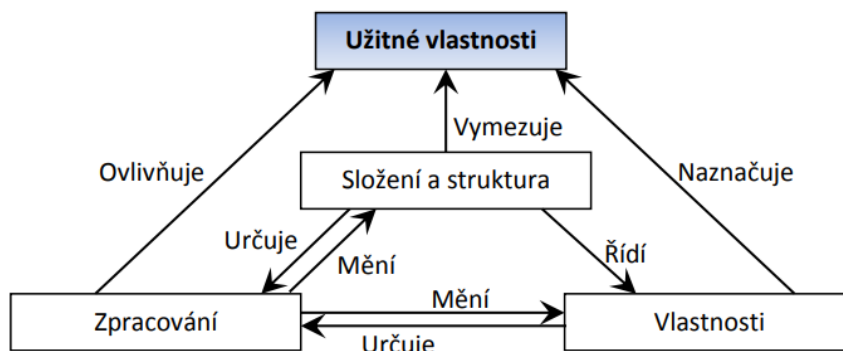 Užitné vlastnosti
Vymezuje
Ovlivňuje
Složení a struktura
Naznačuje
Určuje
Mění
Řídí
Zpracování
Mění
Určuje
Vlastnosti